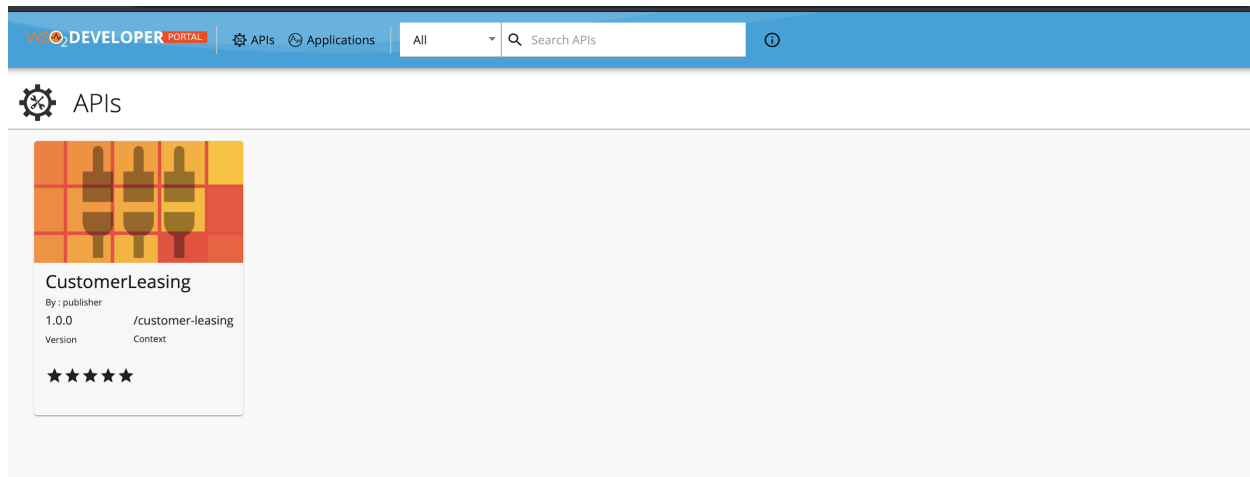 WSO2 DEVELOPER PORTAL APIs Applications All Search APIs
APIs
CustomerLeasing
By : publisher
1.0.0 /customer-leasing
Version Context